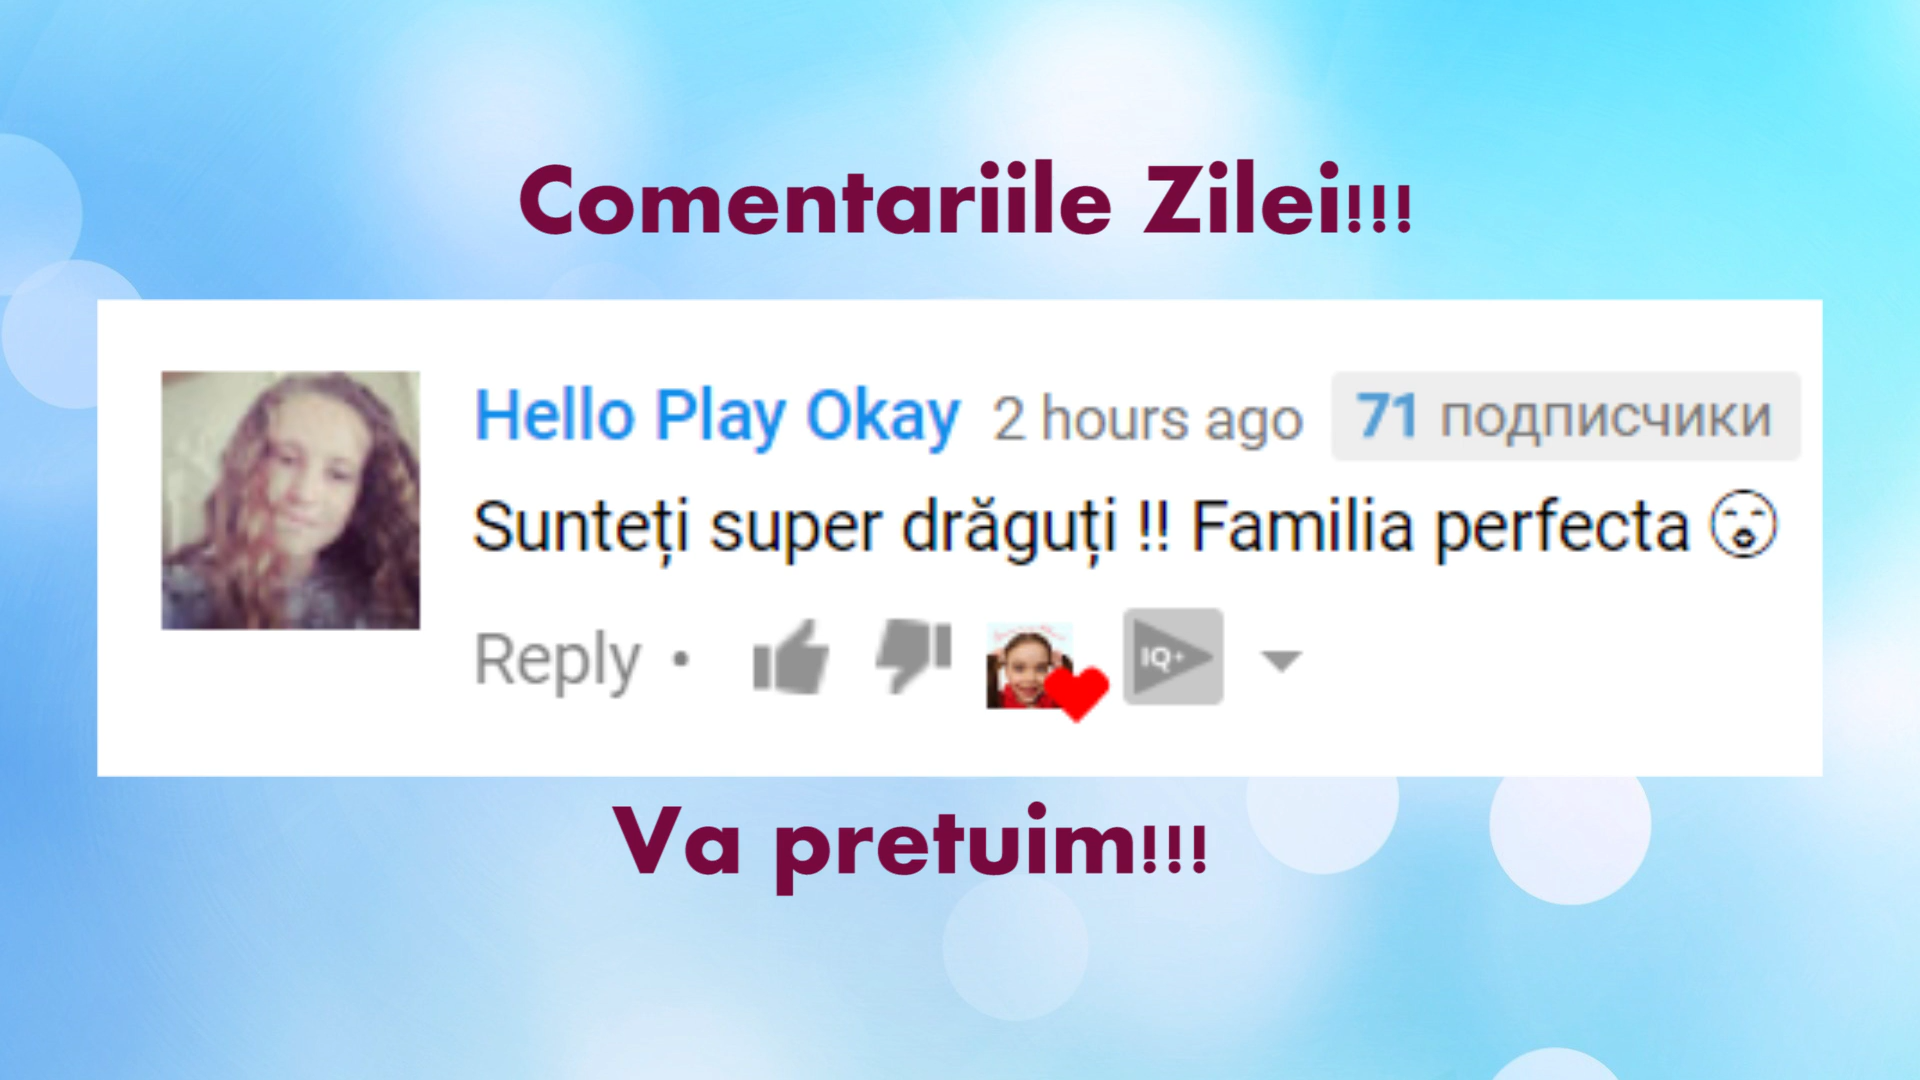 Comentariile Zilei!!!
Hello Play Okay 2 hours ago 71 подписчики
Sunteți super drăguți !! Familia perfecta 😮
Reply •
IQ+
Va pretuim!!!